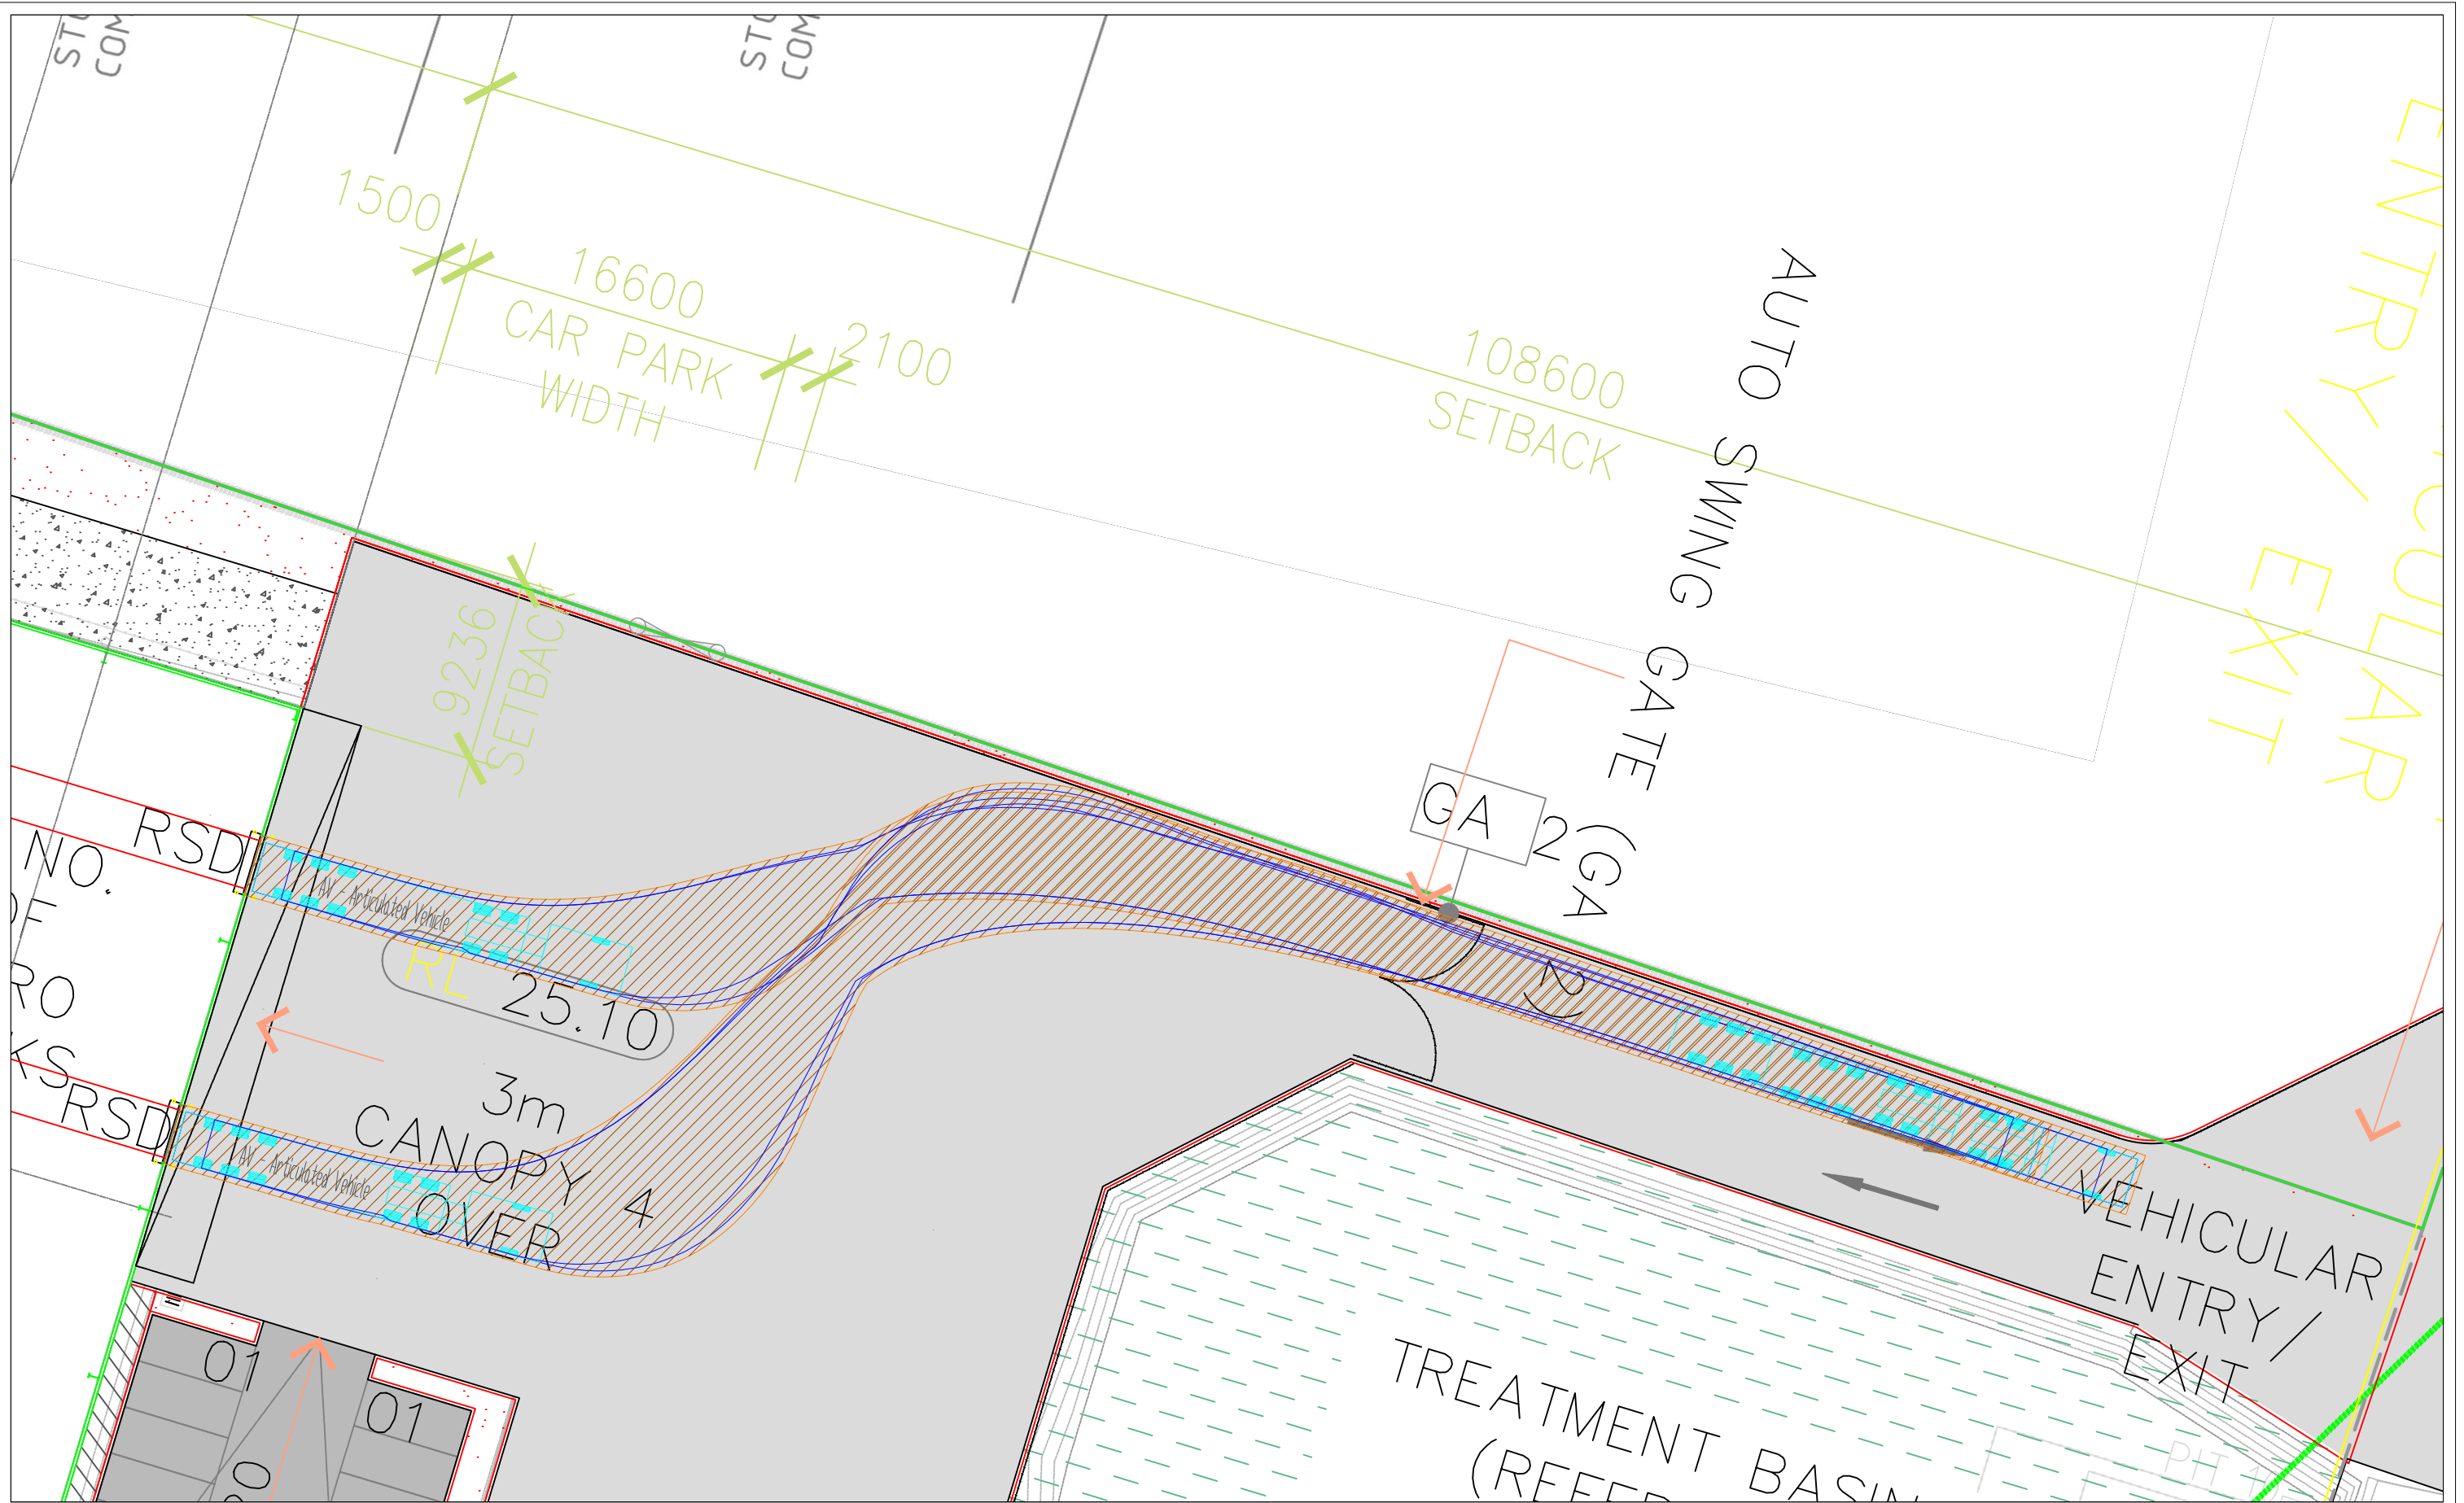 1500
16600
CAR PARK
WIDTH
2100
108600
SETBACK
AUTO SWING GATE (GA
2)
GA 2
9236
SETBACK
RSD
NO.
AV - Articulated Vehicle
RL 25.10
3m
CANOPY
OVER
4
KS
RSD
AV - Articulated Vehicle
01
01
VEHICULAR
ENTRY/
EXIT
ENTRY/
EXIT
TREATMENT BASIN